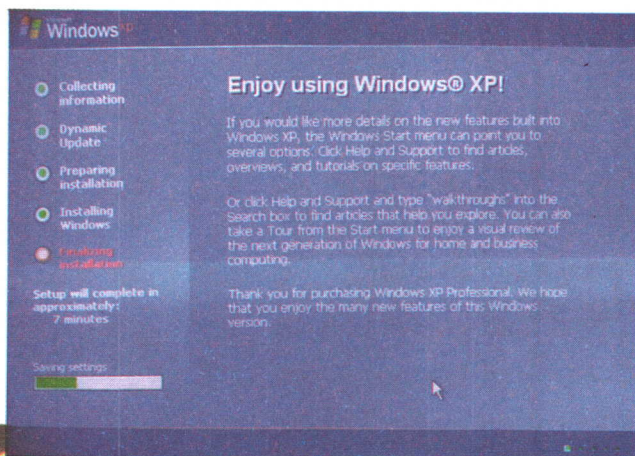 Microsoft
Windows xp
Collecting
information
Dynamic
Update
Preparing
installation
Installing
Windows
Finalizing
installation
Setup will complete in
approximately:
7 minutes
Saving settings
Enjoy using Windows® XP!
If you would like more details on the new features built into
Windows XP, the Windows Start menu can point you to
several options. Click Help and Support to find articles,
overviews, and tutorials on specific features.
Or click Help and Support and type "walkthroughs" into the
Search box to find articles that help you explore. You can also
take a Tour from the Start menu to enjoy a visual review of
the next generation of Windows for home and business
computing.
Thank you for purchasing Windows XP Professional. We hope
that you enjoy the many new features of this Windows
version.